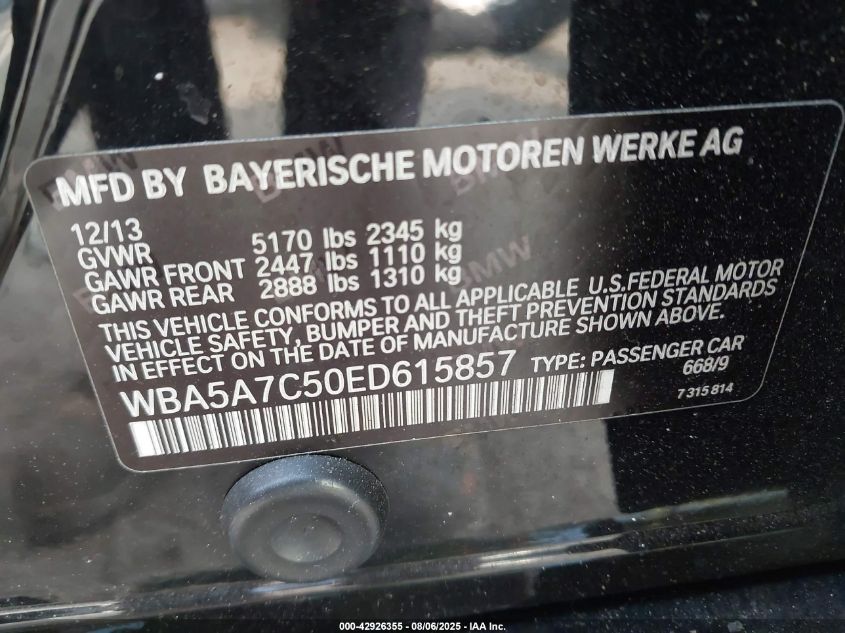 MFD BY BAYERISCHE MOTOREN WERKE AG
12/13
GVWR 5170 lbs 2345 kg
GAWR FRONT 2447 lbs 1110 kg
GAWR REAR 2888 lbs 1310 kg
THIS VEHICLE CONFORMS TO ALL APPLICABLE U.S.FEDERAL MOTOR
VEHICLE SAFETY, BUMPER AND THEFT PREVENTION STANDARDS
IN EFFECT ON THE DATE OF MANUFACTURE SHOWN ABOVE.
WBA5A7C50ED615857 TYPE: PASSENGER CAR
668/9
7 315 814
000-42926355 - 08/06/2025 - IAA Inc.